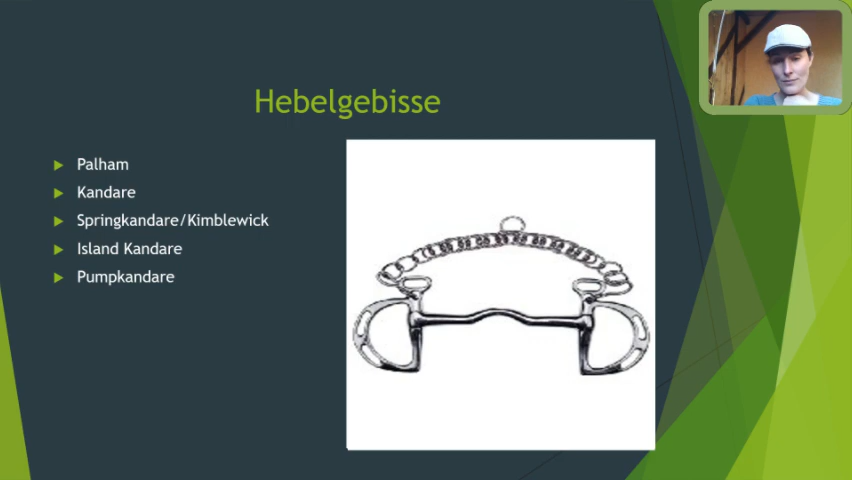 Hebelgebisse
Palham
Kandare
Springkandare/Kimblewick
Island Kandare
Pumpkandare